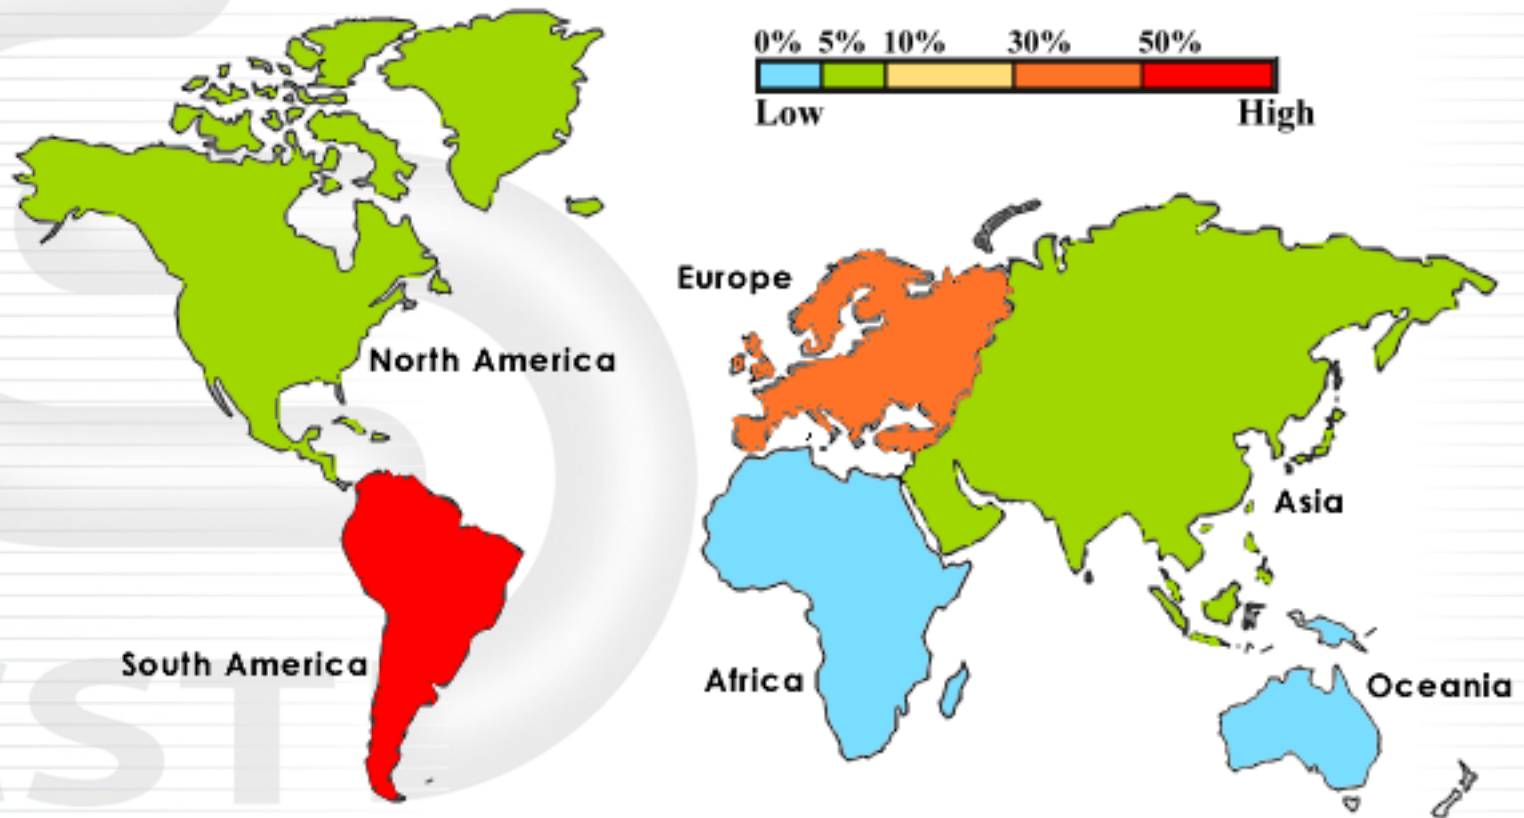 0% 5% 10% 30% 50%
Low High
Europe
North America
Asia
South America
Africa
Oceania